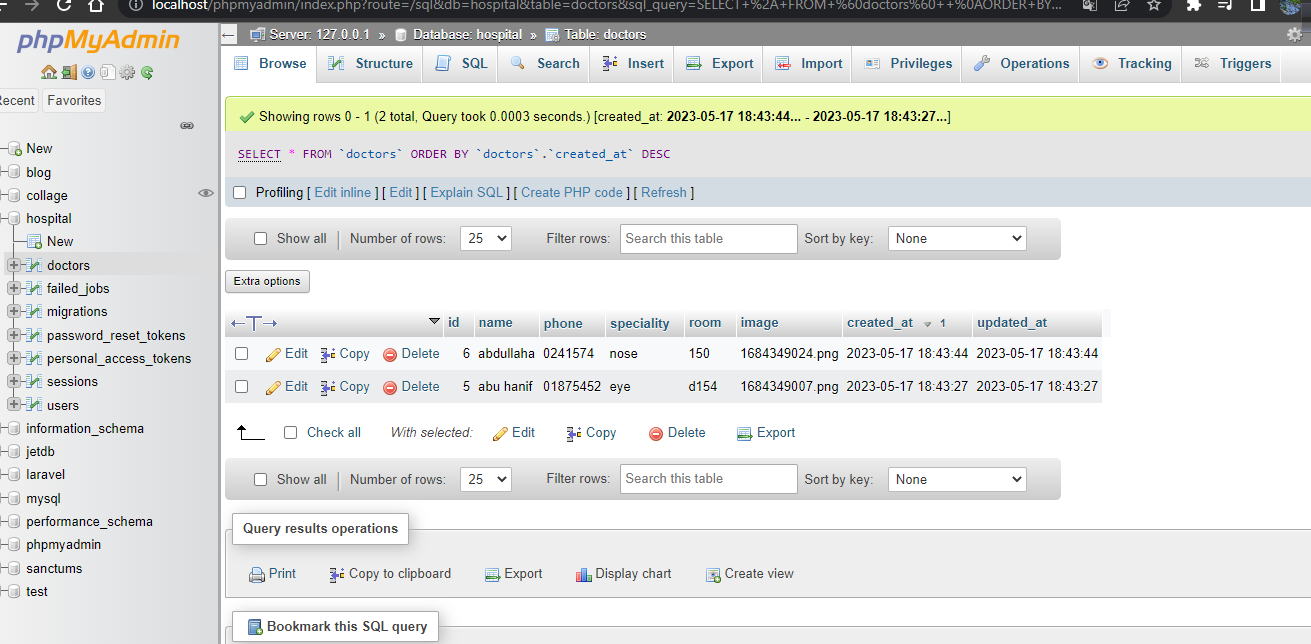 localhost/phpmyadmin/index.php?route=/sql&db=hospital&table=doctors&sql_query=SELECT+%2A+FROM+%60doctors%60++%0AORDER+BY...
phpMyAdmin
Recent Favorites
New
blog
collage
hospital
New
doctors
failed_jobs
migrations
password_reset_tokens
personal_access_tokens
sessions
users
information_schema
jetdb
laravel
mysql
performance_schema
phpmyadmin
sanctums
test
Server: 127.0.0.1 » Database: hospital » Table: doctors
Browse Structure SQL Search Insert Export Import Privileges Operations Tracking Triggers
Showing rows 0 - 1 (2 total, Query took 0.0003 seconds.) [created_at: 2023-05-17 18:43:44... - 2023-05-17 18:43:27...]
SELECT * FROM `doctors` ORDER BY `doctors`.`created_at` DESC
Profiling [ Edit inline ] [ Edit ] [ Explain SQL ] [ Create PHP code ] [ Refresh ]
Show all Number of rows: 25 Filter rows: Search this table Sort by key: None
Extra options
←T→ id name phone speciality room image created_at 1 updated_at
Edit Copy Delete 6 abdullaha 0241574 nose 150 1684349024.png 2023-05-17 18:43:44 2023-05-17 18:43:44
Edit Copy Delete 5 abu hanif 01875452 eye d154 1684349007.png 2023-05-17 18:43:27 2023-05-17 18:43:27
Check all With selected: Edit Copy Delete Export
Show all Number of rows: 25 Filter rows: Search this table Sort by key: None
Query results operations
Print Copy to clipboard Export Display chart Create view
Bookmark this SQL query